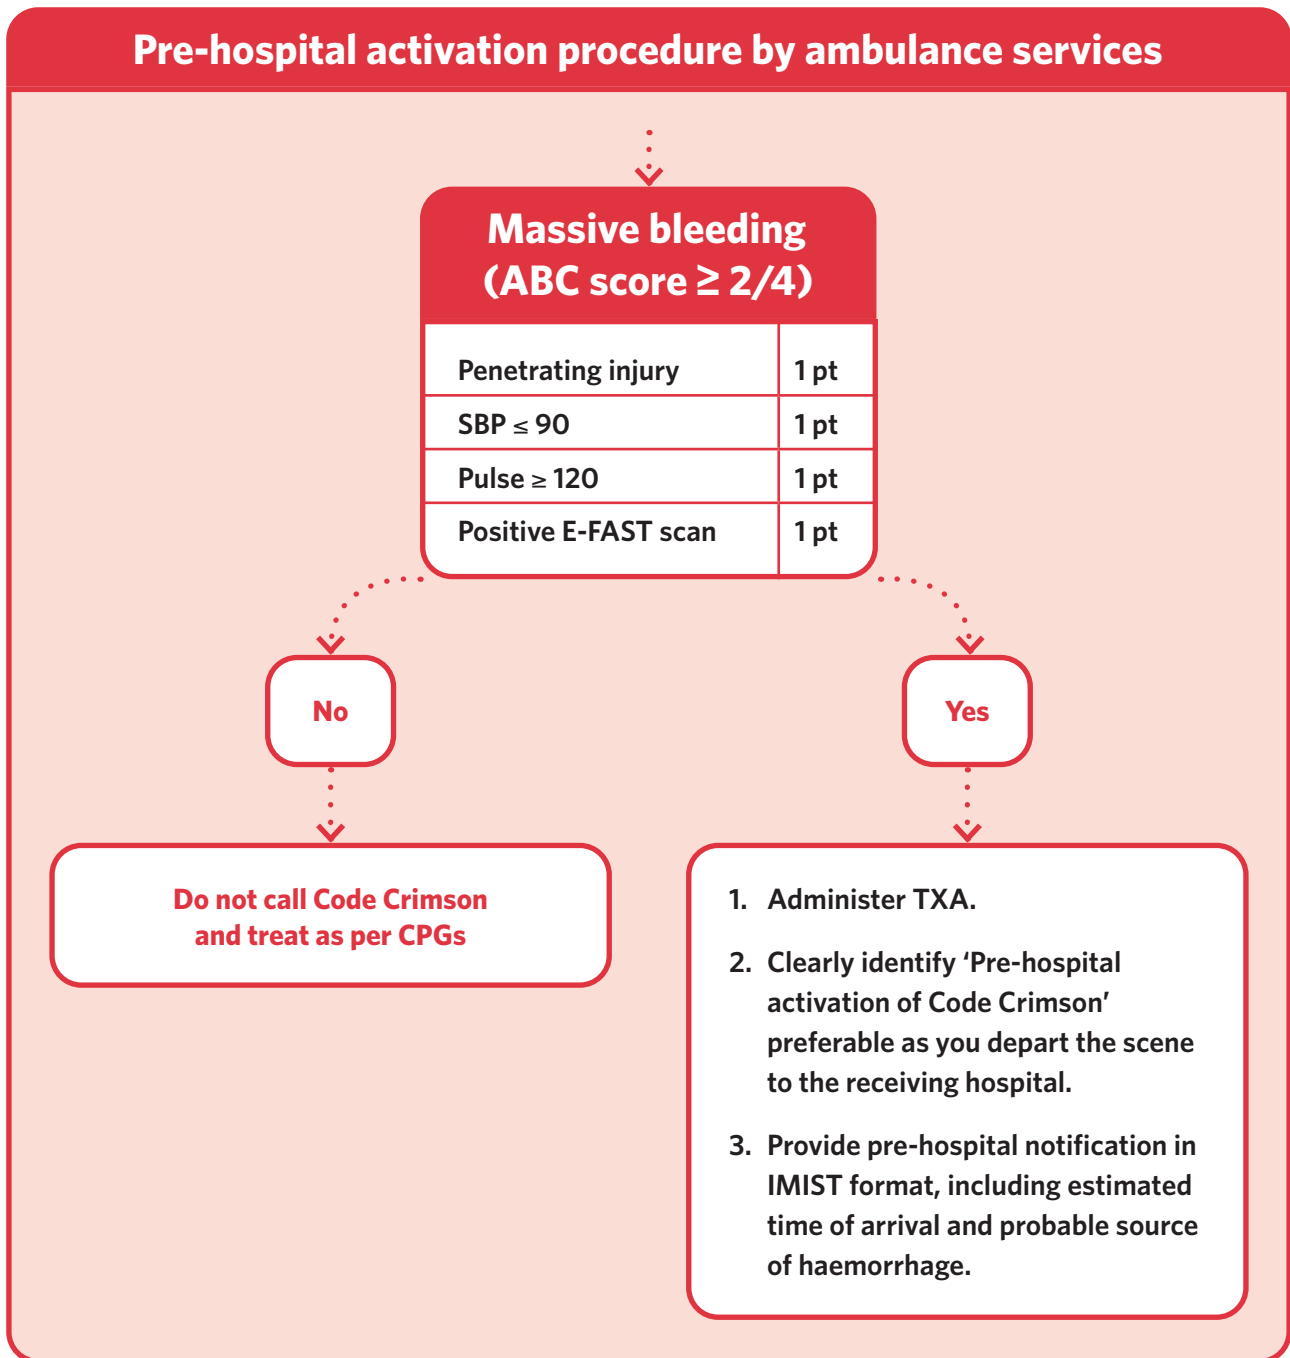 Pre-hospital activation procedure by ambulance services
Massive bleeding
(ABC score ≥ 2/4)
Penetrating injury 1 pt
SBP ≤ 90 1 pt
Pulse ≥ 120 1 pt
Positive E-FAST scan 1 pt
No
Yes
Do not call Code Crimson
and treat as per CPGs
1. Administer TXA.
2. Clearly identify ‘Pre-hospital
activation of Code Crimson’
preferable as you depart the scene
to the receiving hospital.
3. Provide pre-hospital notification in
IMIST format, including estimated
time of arrival and probable source
of haemorrhage.